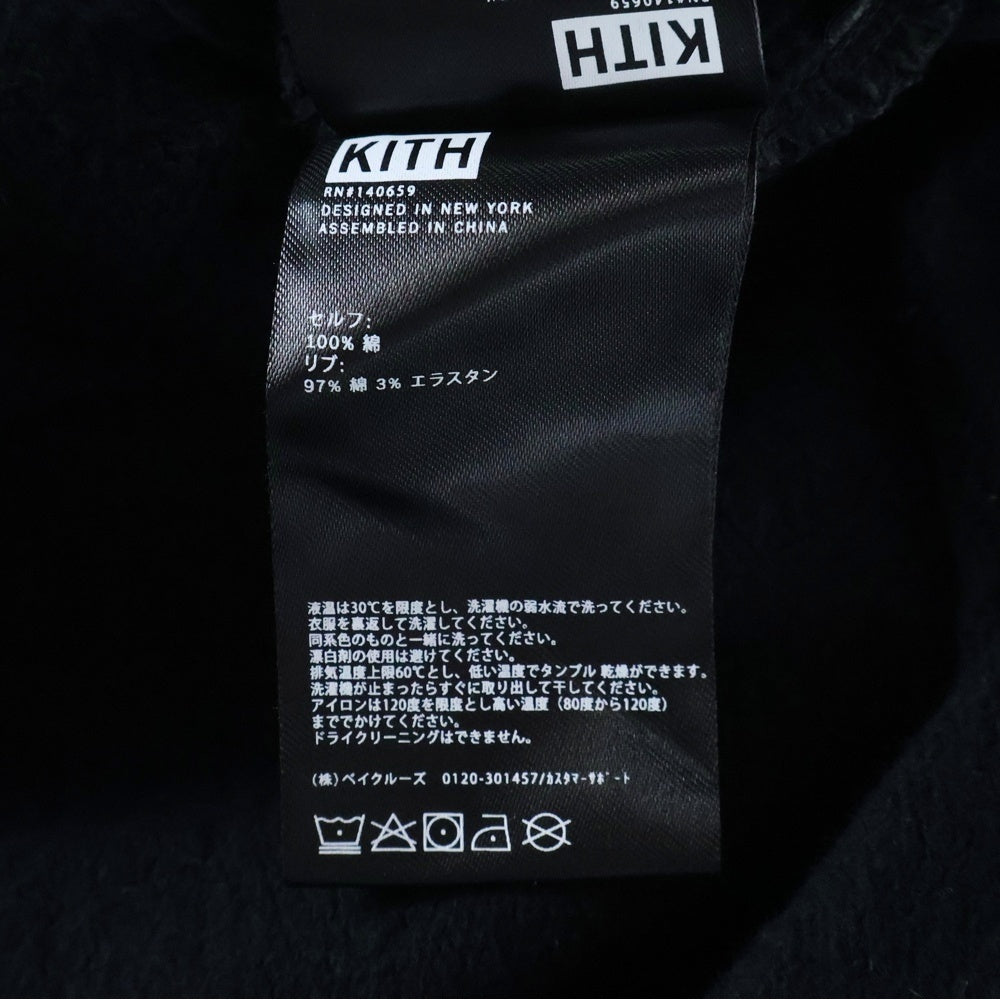 RN#140659
KITH
KITH
RN#140659
DESIGNED IN NEW YORK
ASSEMBLED IN CHINA
セルフ:
100% 綿
リブ:
97% 綿 3% エラスタン
液温は30℃を限度とし、洗濯機の弱水流で洗ってください。
衣服を裏返して洗濯してください。
同系色のものと一緒に洗ってください。
漂白剤の使用は避けてください。
排気温度上限60℃とし、低い温度でタンブル 乾燥ができます。
洗濯機が止まったらすぐに取り出して干してください。
アイロンは120度を限度とし高い温度（80度から120度）
まででかけてください。
ドライクリーニングはできません。
(株)ベイクルーズ 0120-301457/ｶｽﾀﾏｰｻﾎﾟｰﾄ